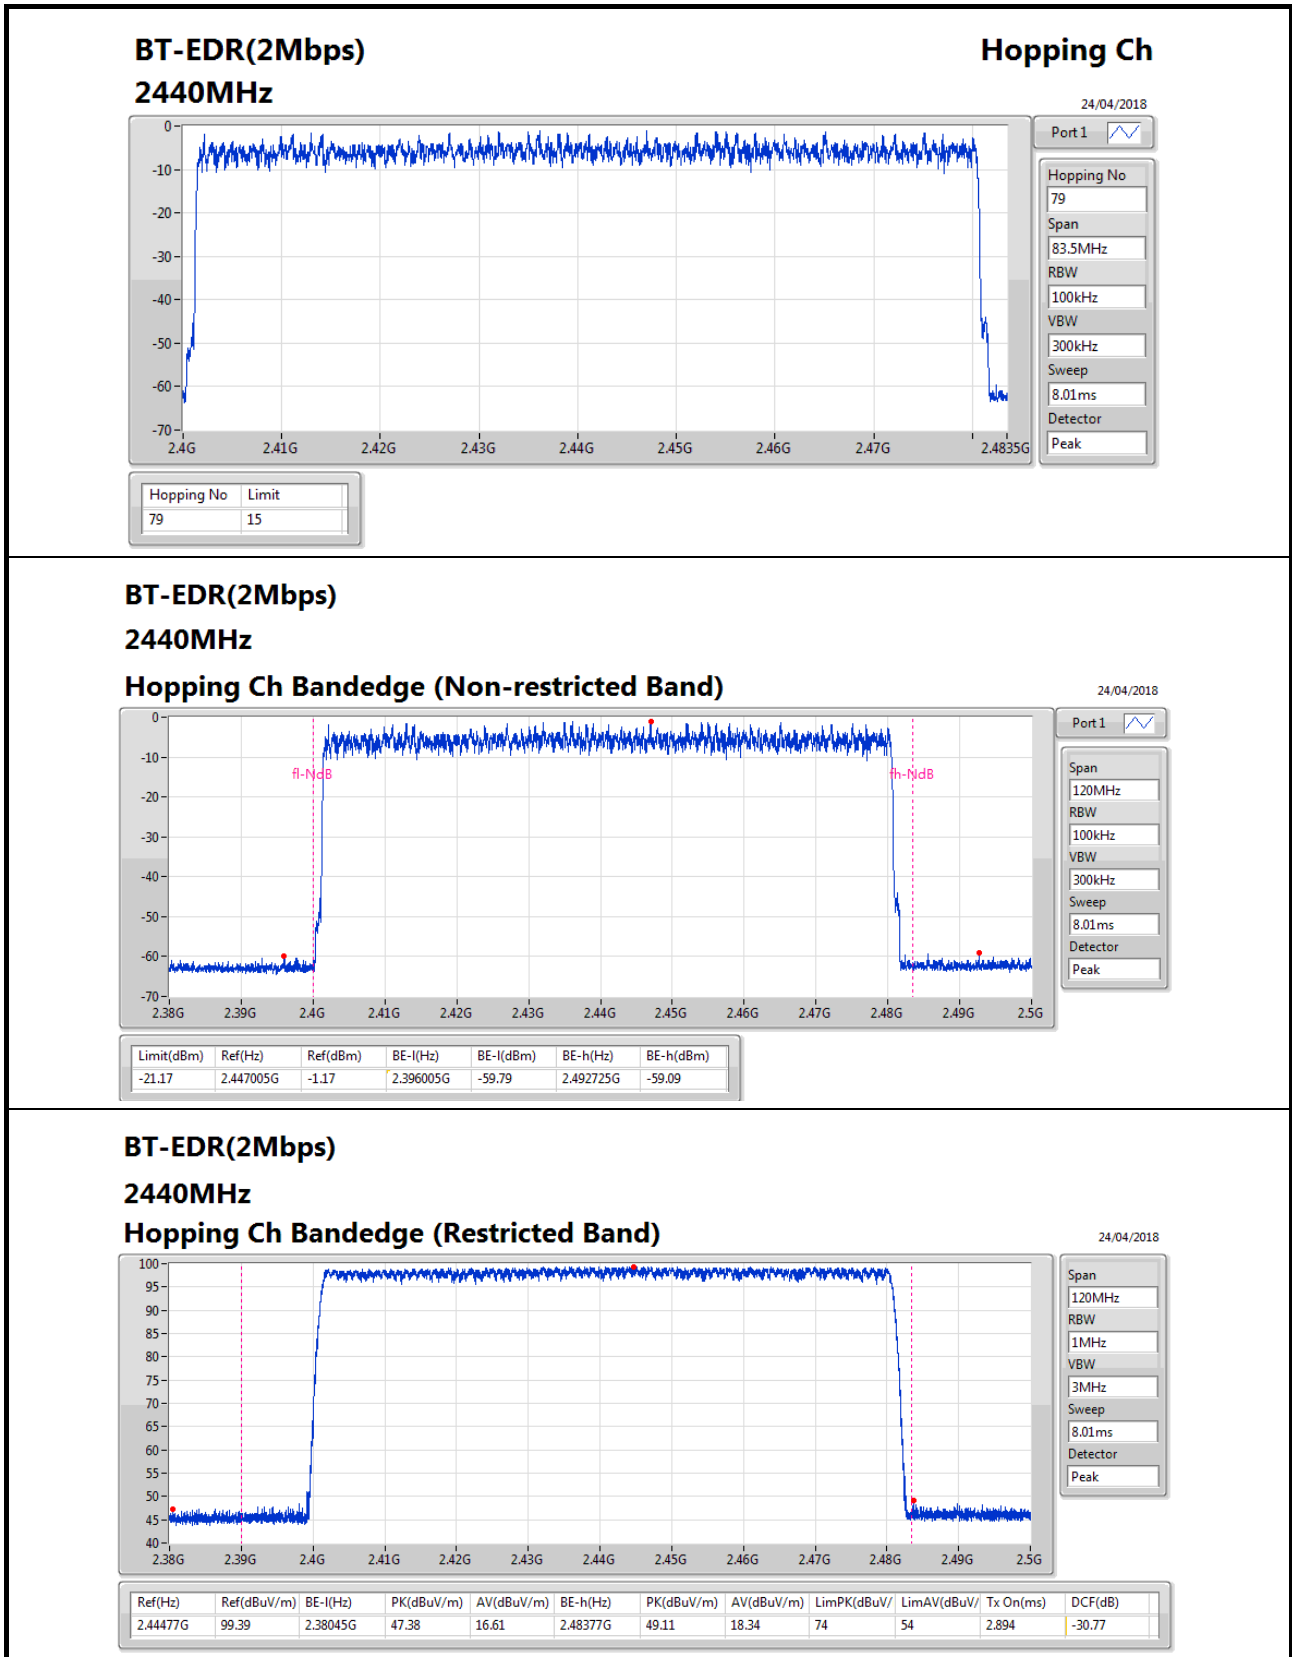 BT-EDR(2Mbps)
Hopping Ch
2440MHz
24/04/2018
0
-10
-20
-30
-40
-50
-60
-70
2.4G 2.41G 2.42G 2.43G 2.44G 2.45G 2.46G 2.47G 2.4835G
Port 1
Hopping No
79
Span
83.5MHz
RBW
100kHz
VBW
300kHz
Sweep
8.01ms
Detector
Peak
Hopping No Limit
79 15
BT-EDR(2Mbps)
2440MHz
Hopping Ch Bandedge (Non-restricted Band)
24/04/2018
0
-10
-20
-30
-40
-50
-60
-70
fl-NdB fh-NdB
2.38G 2.39G 2.4G 2.41G 2.42G 2.43G 2.44G 2.45G 2.46G 2.47G 2.48G 2.49G 2.5G
Port 1
Span
120MHz
RBW
100kHz
VBW
300kHz
Sweep
8.01ms
Detector
Peak
Limit(dBm) Ref(Hz) Ref(dBm) BE-l(Hz) BE-l(dBm) BE-h(Hz) BE-h(dBm)
-21.17 2.447005G -1.17 2.396005G -59.79 2.492725G -59.09
BT-EDR(2Mbps)
2440MHz
Hopping Ch Bandedge (Restricted Band)
24/04/2018
100
95
90
85
80
75
70
65
60
55
50
45
40
2.38G 2.39G 2.4G 2.41G 2.42G 2.43G 2.44G 2.45G 2.46G 2.47G 2.48G 2.49G 2.5G
Span
120MHz
RBW
1MHz
VBW
3MHz
Sweep
8.01ms
Detector
Peak
Ref(Hz) Ref(dBuV/m) BE-l(Hz) PK(dBuV/m) AV(dBuV/m) BE-h(Hz) PK(dBuV/m) AV(dBuV/m) LimPK(dBuV/ LimAV(dBuV/ Tx On(ms) DCF(dB)
2.44477G 99.39 2.38045G 47.38 16.61 2.48377G 49.11 18.34 74 54 2.894 -30.77